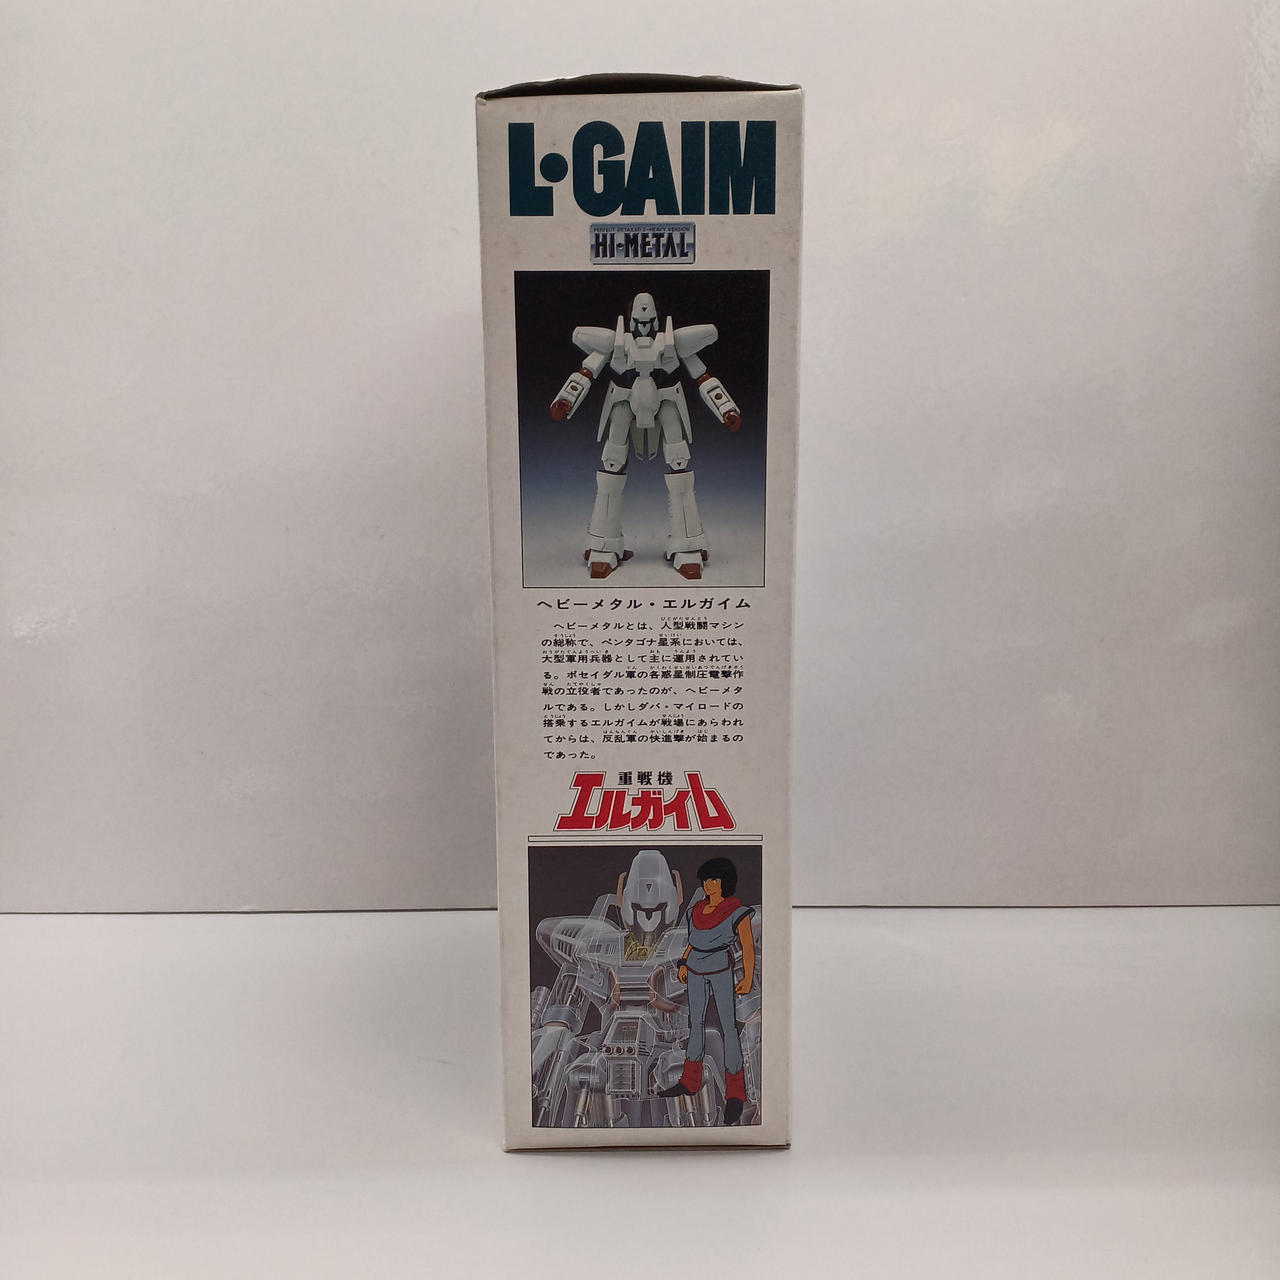 L•GAIM
PERFECT DETAILED & HEAVY VERSION
HI•METAL
ヘビーメタル・エルガイム
ヘビーメタルとは、人型戦闘マシン
の総称で、ペンタゴナ星系においては、
大型軍用兵器として主に運用されてい
る。ポセイダル軍の各惑星制圧電撃作
戦の立役者であったのが、ヘビーメタ
ルである。しかしダバ・マイロードの
搭乗するエルガイムが戦場にあらわれ
てからは、反乱軍の快進撃が始まるの
であった。
重戦機
エルガイム